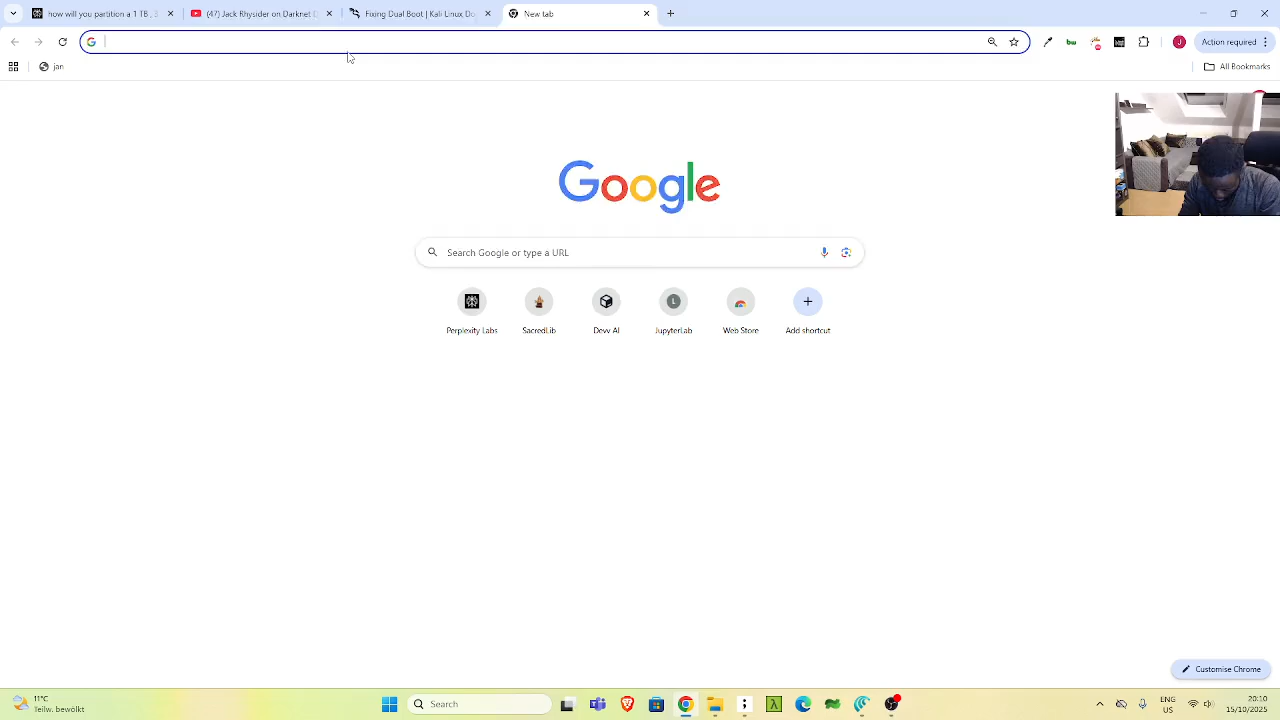 how will you partition a 1 TB , S
(47) Jack Rhysider on Darknet D
Fixing Dual Boot | Kali Linux Do
New tab
Action required
jan
All Bookmarks
Google
Search Google or type a URL
Perplexity Labs
SacredLib
Devv AI
JupyterLab
Web Store
Add shortcut
Customise Chrome
11°C
Teilw. bewölkt
Search
ENG
US
20:10
15/10/2025